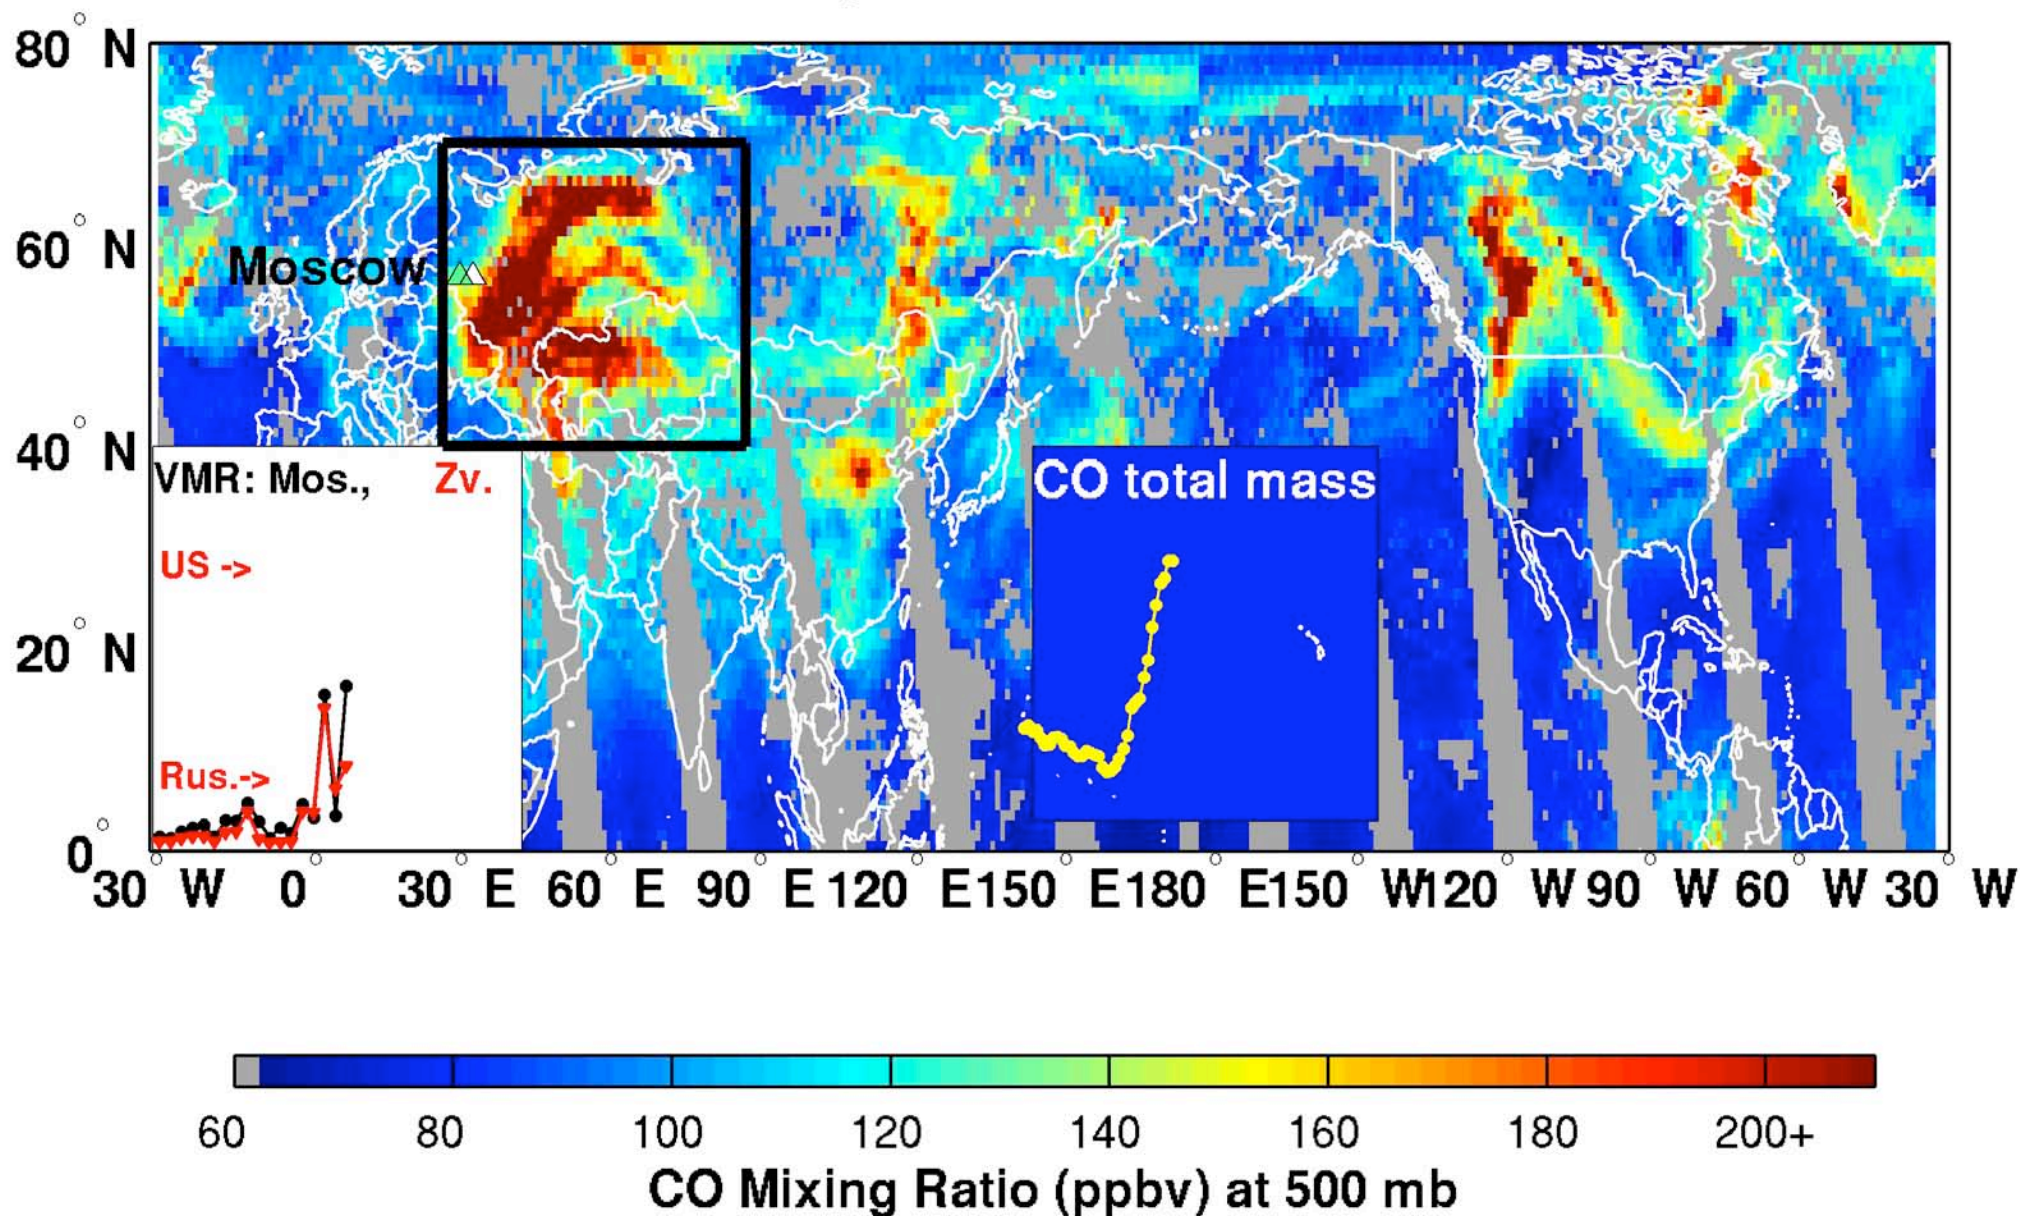 80° N
60° N
Moscow
40° N
VMR: Mos., Zv.
CO total mass
US ->
20° N
Rus.->
0°
30° W 0° 30° E 60° E 90° E 120° E 150° E 180° E 150° W 120° W 90° W 60° W 30° W
60 80 100 120 140 160 180 200+
CO Mixing Ratio (ppbv) at 500 mb